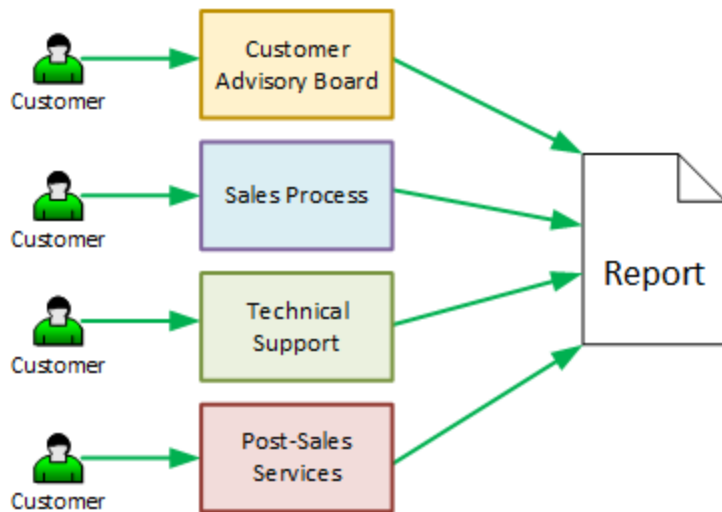 Customer
Customer
Advisory Board
Customer
Sales Process
Report
Customer
Technical
Support
Customer
Post-Sales
Services